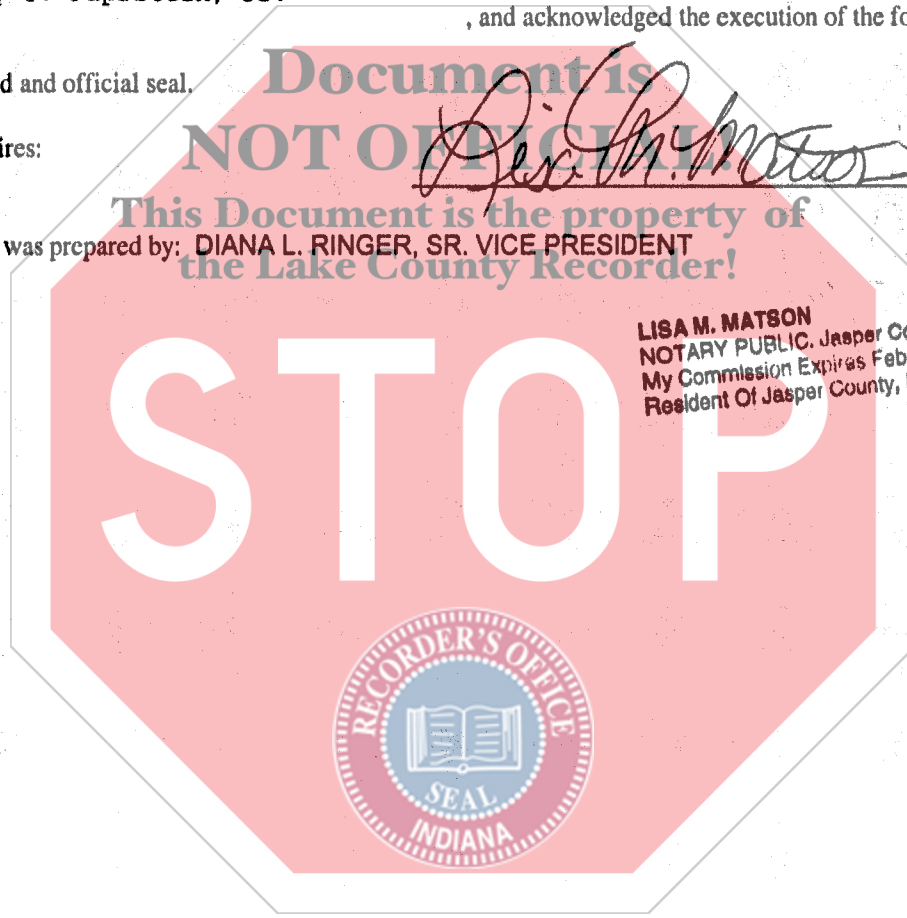 , and acknowledged the execution of the fo
d and official seal.
Document is
NOT OFFICIAL!
ires:
Lisa M. Matson
This Document is the property of
was prepared by: DIANA L. RINGER, SR. VICE PRESIDENT
the Lake County Recorder!
LISA M. MATSON
NOTARY PUBLIC, Jasper Co
My Commission Expires Feb
Resident Of Jasper County,
STOP
RECORDER'S OFFICE
SEAL
INDIANA